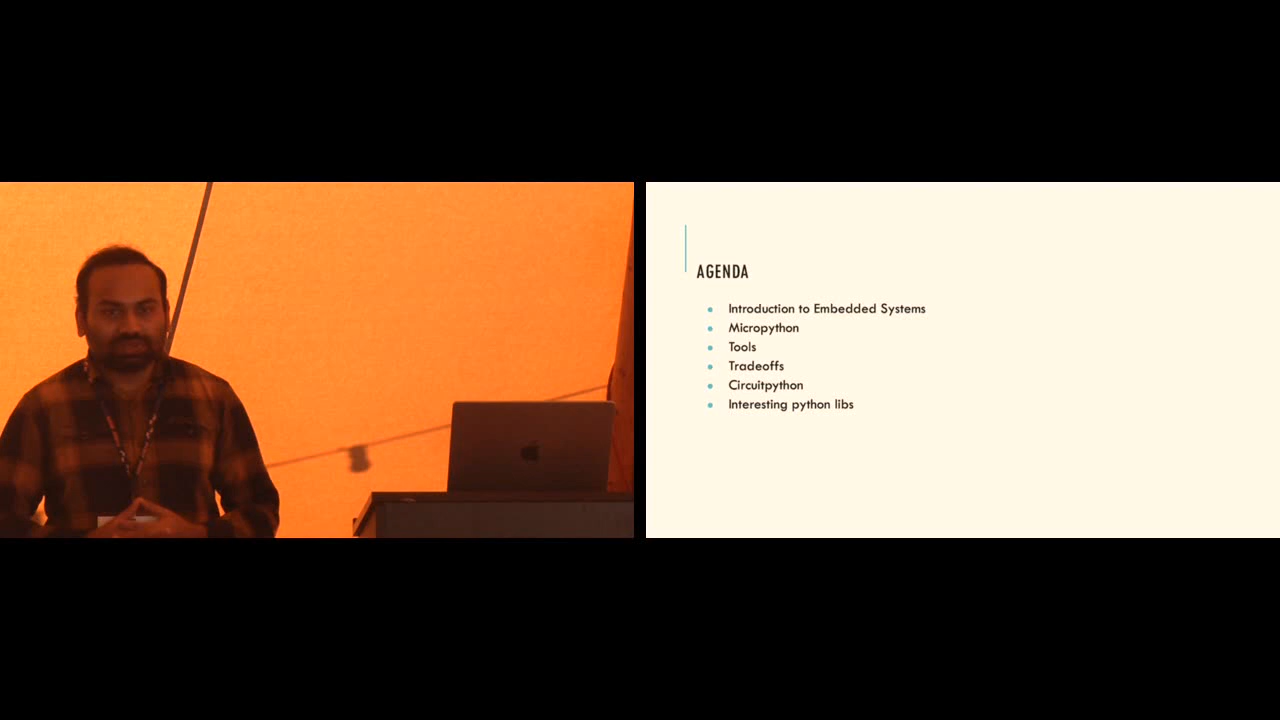 AGENDA
Introduction to Embedded Systems
Micropython
Tools
Tradeoffs
Circuitpython
Interesting python libs